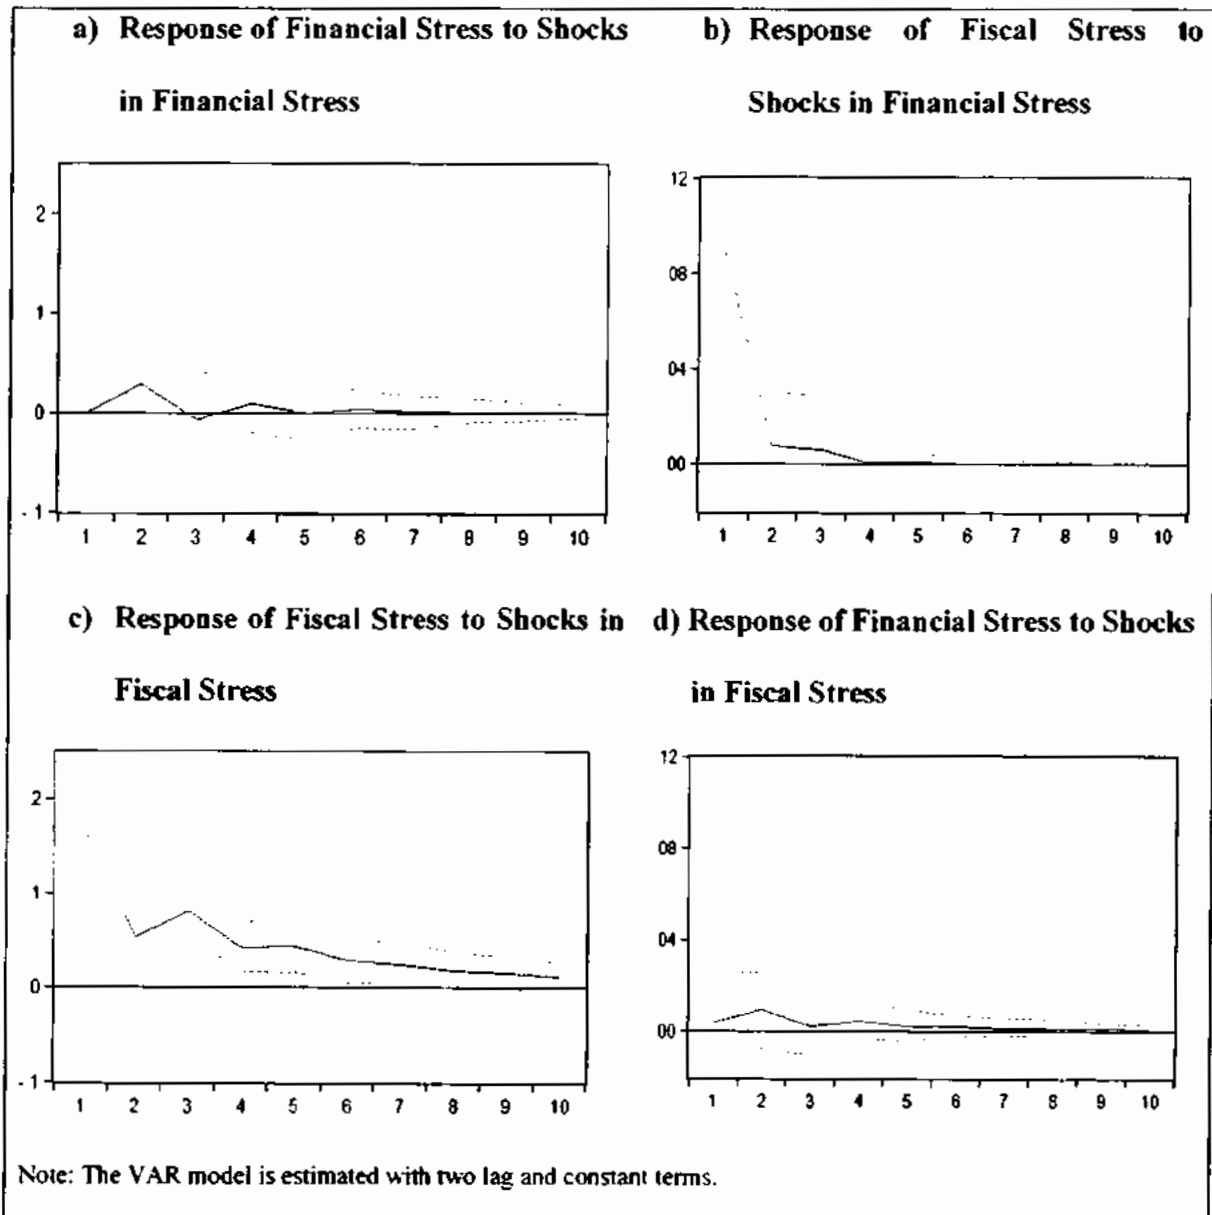 a) Response of Financial Stress to Shocks
in Financial Stress
b) Response of Fiscal Stress to
Shocks in Financial Stress
2
1
0
- 1
1 2 3 4 5 6 7 8 9 10
12
08
04
00
1 2 3 4 5 6 7 8 9 10
c) Response of Fiscal Stress to Shocks in
Fiscal Stress
d) Response of Financial Stress to Shocks
in Fiscal Stress
2
1
0
- 1
1 2 3 4 5 6 7 8 9 10
12
08
04
00
1 2 3 4 5 6 7 8 9 10
Note: The VAR model is estimated with two lag and constant terms.